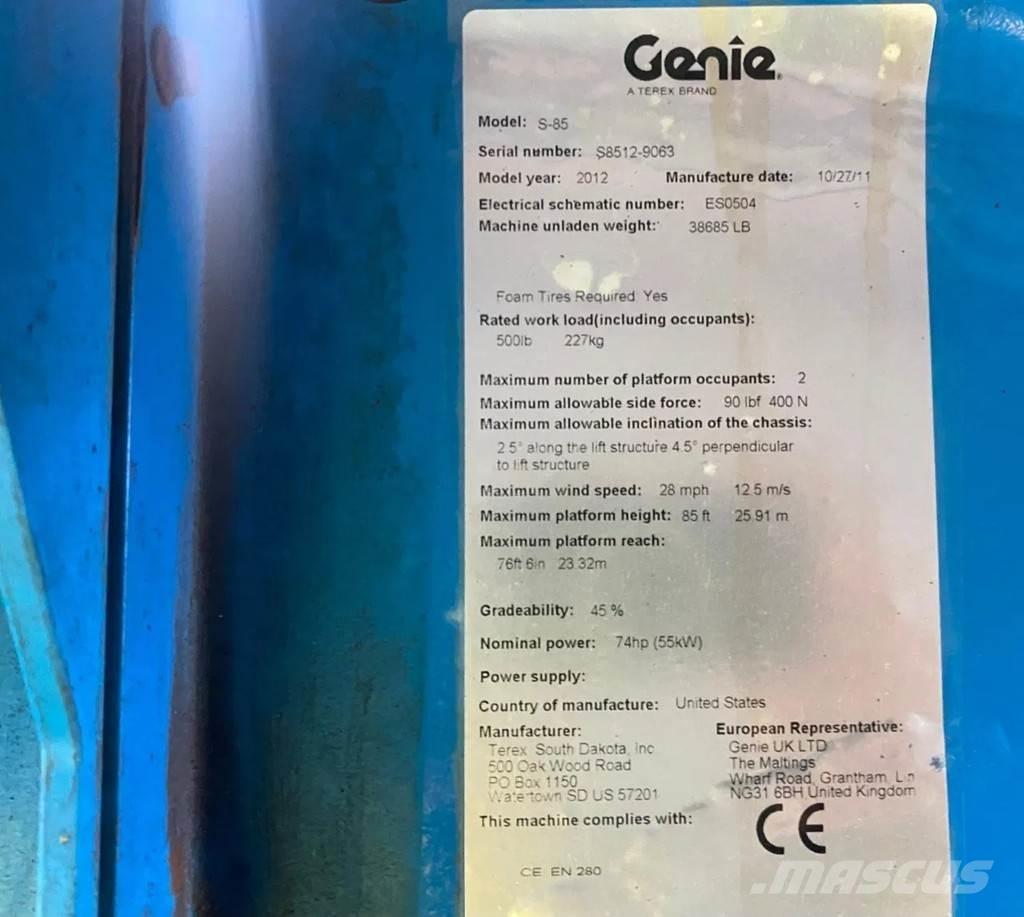 Genie
A TEREX BRAND
Model: S-85
Serial number: S8512-9063
Model year: 2012 Manufacture date: 10/27/11
Electrical schematic number: ES0504
Machine unladen weight: 38685 LB
Foam Tires Required Yes
Rated work load(including occupants):
500lb 227kg
Maximum number of platform occupants: 2
Maximum allowable side force: 90 lbf 400 N
Maximum allowable inclination of the chassis:
2.5° along the lift structure 4.5° perpendicular
to lift structure
Maximum wind speed: 28 mph 12.5 m/s
Maximum platform height: 85 ft 25.91 m
Maximum platform reach:
76ft 6in 23.32m
Gradeability: 45 %
Nominal power: 74hp (55kW)
Power supply:
Country of manufacture: United States
Manufacturer:
Terex South Dakota, Inc
500 Oak Wood Road
PO Box 1150
Watertown SD US 57201
European Representative:
Genie UK LTD
The Maltings
Wharf Road, Grantham,
NG31 6BH United Kingdom
This machine complies with: CE
CE EN 280
.MASCUS